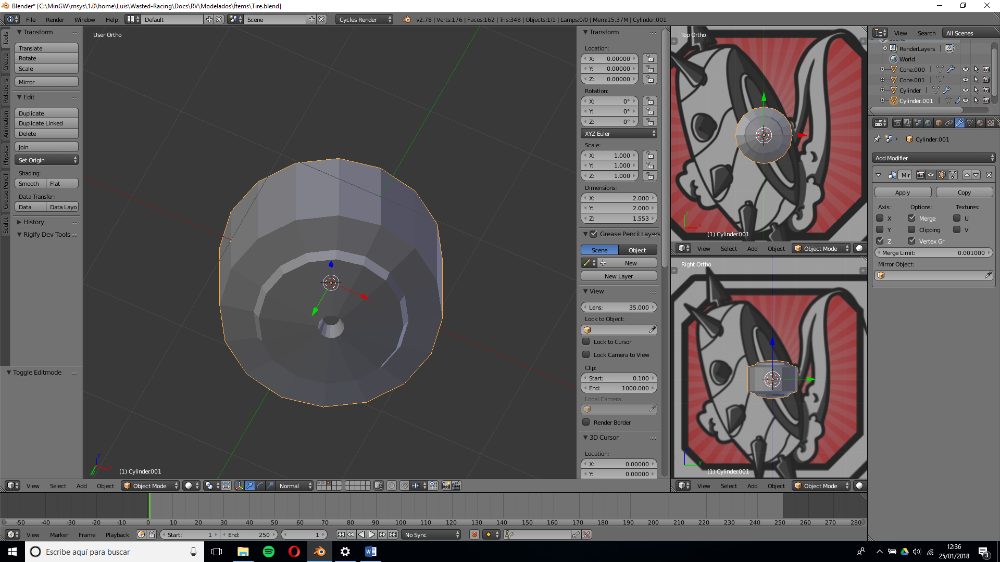 Blender* [C:\MinGW\msys\1.0\home\Luis\Wasted-Racing\Docs\RV\Modelados\Ítems\Tire.blend]
File Render Window Help Default Scene Cycles Render v2.78 | Verts:176 | Faces:162 | Tris:348 | Objects:1/1 | Lamps:0/0 | Mem:15.37M | Cylinder.001
Tools
Create
Relations
Animation
Physics
Grease Pencil
Sculpt
Transform
Translate
Rotate
Scale
Mirror
Edit
Duplicate
Duplicate Linked
Delete
Join
Set Origin
Shading:
Smooth Flat
Data Transfer:
Data Data Layo
History
Rigify Dev Tools
Toggle Editmode
User Ortho
z
x
y
(1) Cylinder.001
Transform
Location:
X: 0.00000
Y: 0.00000
Z: 0.00000
Rotation:
X: 0°
Y: 0°
Z: 0°
XYZ Euler
Scale:
X: 1.000
Y: 1.000
Z: 1.000
Dimensions:
X: 2.000
Y: 2.000
Z: 1.553
Grease Pencil Layers
Scene Object
New
New Layer
View
Lens: 35.000
Lock to Object:
Lock to Cursor
Lock Camera to View
Clip:
Start: 0.100
End: 1000.000
Local Camera:
Render Border
3D Cursor
Location:
X: 0.00000
Y: 0.00000
Top Ortho
y
x
(1) Cylinder.001
View Select Add Object Object Mode
Right Ortho
y
(1) Cylinder.001
View Select Add Object Object Mode
View Search All Scenes
Scene
RenderLayers |
World
Cone.000 |
Cone.001 |
Cylinder |
Cylinder.001 |
Cylinder.001
Add Modifier
Mir
Apply Copy
Axis: Options: Textures:
X Merge U
Y Clipping V
Z Vertex Gr
Merge Limit: 0.001000
Mirror Object:
View Select Add Object Object Mode Normal
-50 -40 -30 -20 -10 0 10 20 30 40 50 60 70 80 90 100 110 120 130 140 150 160 170 180 190 200 210 220 230 240 250 260 270 280
View Marker Frame Playback Start: 1 End: 250 1 No Sync
Escribe aquí para buscar
12:36
25/01/2018
3